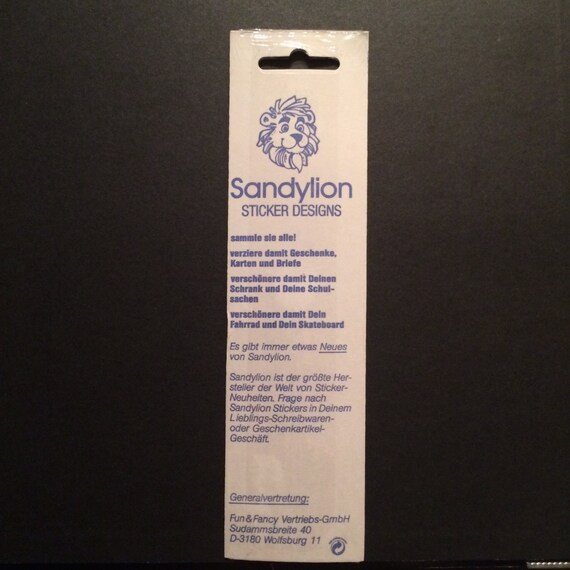 Sandylion
STICKER DESIGNS
sammle sie alle!
verziere damit Geschenke,
Karten und Briefe
verschönere damit Deinen
Schrank und Deine Schul-
sachen
verschönere damit Dein
Fahrrad und Dein Skateboard
Es gibt immer etwas Neues
von Sandylion.
Sandylion ist der größte Her-
steller der Welt von Sticker-
Neuheiten. Frage nach
Sandylion Stickers in Deinem
Lieblings-Schreibwaren-
oder Geschenkartikel-
Geschäft.
Generalvertretung:
Fun & Fancy Vertriebs-GmbH
Sudammsbreite 40
D-3180 Wolfsburg 11